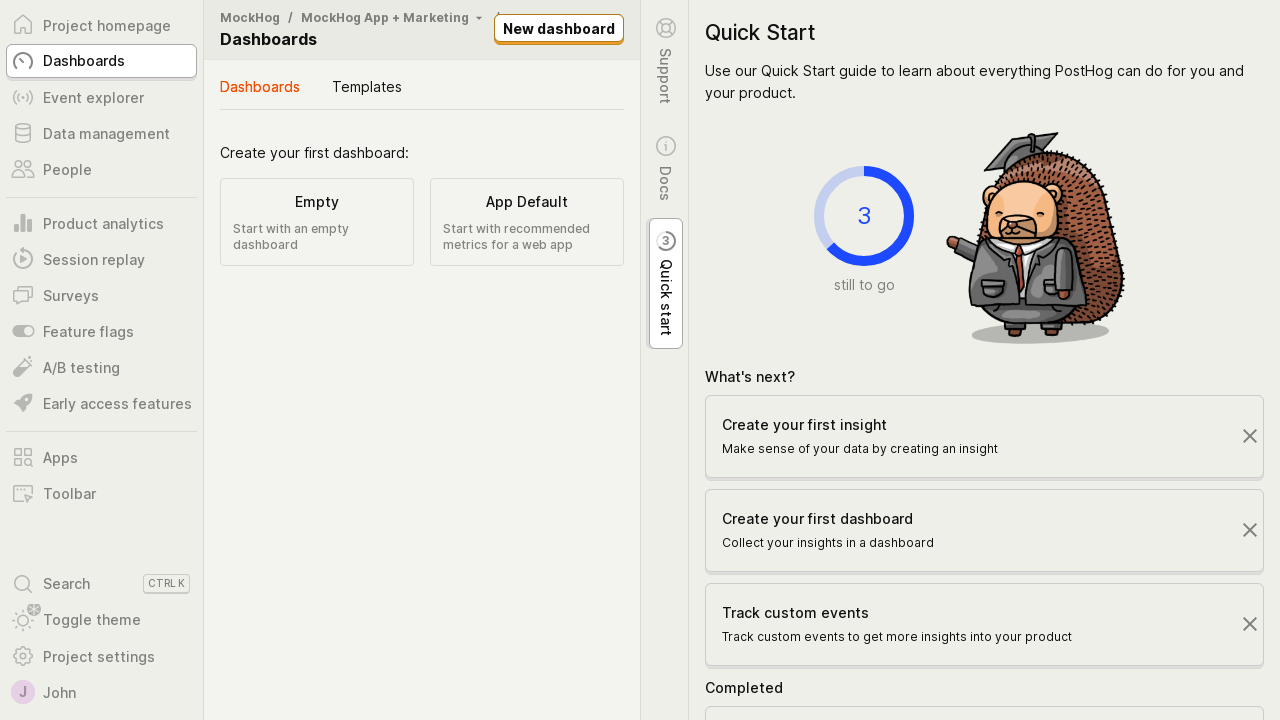 Project homepage
Dashboards
Event explorer
Data management
People
Product analytics
Session replay
Surveys
Feature flags
A/B testing
Early access features
Apps
Toolbar
Search
CTRL K
Toggle theme
Project settings
J
John
MockHog / MockHog App + Marketing /
Dashboards
New dashboard
Dashboards
Templates
Create your first dashboard:
Empty
Start with an empty
dashboard
App Default
Start with recommended
metrics for a web app
Support
Docs
3
Quick start
Quick Start
Use our Quick Start guide to learn about everything PostHog can do for you and
your product.
3
still to go
What's next?
Create your first insight
Make sense of your data by creating an insight
Create your first dashboard
Collect your insights in a dashboard
Track custom events
Track custom events to get more insights into your product
Completed